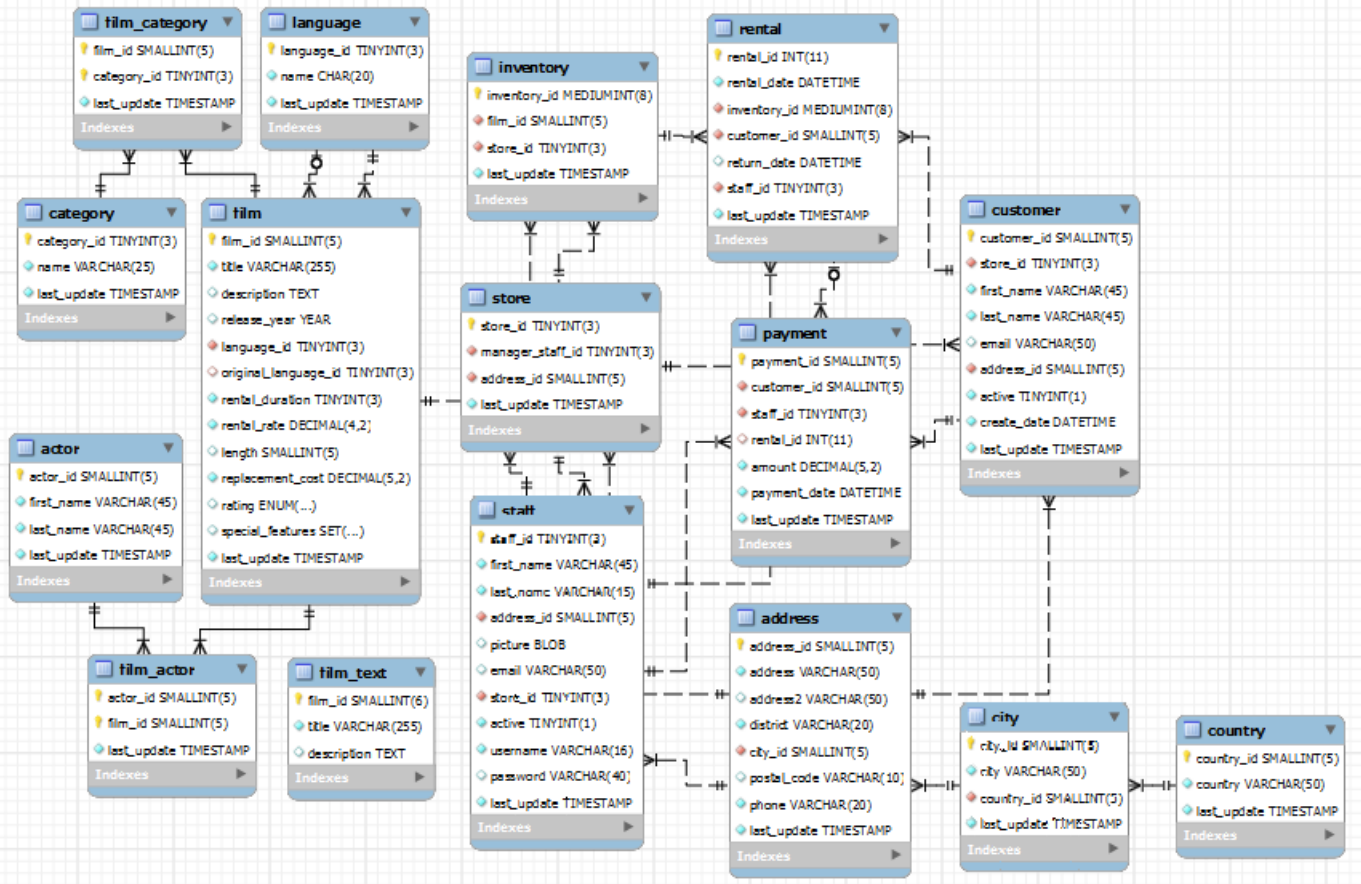 film_category
film_id SMALLINT(5)
category_id TINYINT(3)
last_update TIMESTAMP
Indexes
language
language_id TINYINT(3)
name CHAR(20)
last_update TIMESTAMP
Indexes
inventory
inventory_id MEDIUMINT(8)
film_id SMALLINT(5)
store_id TINYINT(3)
last_update TIMESTAMP
Indexes
rental
rental_id INT(11)
rental_date DATETIME
inventory_id MEDIUMINT(8)
customer_id SMALLINT(5)
return_date DATETIME
staff_id TINYINT(3)
last_update TIMESTAMP
Indexes
category
category_id TINYINT(3)
name VARCHAR(25)
last_update TIMESTAMP
Indexes
film
film_id SMALLINT(5)
title VARCHAR(255)
description TEXT
release_year YEAR
language_id TINYINT(3)
original_language_id TINYINT(3)
rental_duration TINYINT(3)
rental_rate DECIMAL(4,2)
length SMALLINT(5)
replacement_cost DECIMAL(5,2)
rating ENUM(...)
special_features SET(...)
last_update TIMESTAMP
Indexes
customer
customer_id SMALLINT(5)
store_id TINYINT(3)
first_name VARCHAR(45)
last_name VARCHAR(45)
email VARCHAR(50)
address_id SMALLINT(5)
active TINYINT(1)
create_date DATETIME
last_update TIMESTAMP
Indexes
store
store_id TINYINT(3)
manager_staff_id TINYINT(3)
address_id SMALLINT(5)
last_update TIMESTAMP
Indexes
payment
payment_id SMALLINT(5)
customer_id SMALLINT(5)
staff_id TINYINT(3)
rental_id INT(11)
amount DECIMAL(5,2)
payment_date DATETIME
last_update TIMESTAMP
Indexes
actor
actor_id SMALLINT(5)
first_name VARCHAR(45)
last_name VARCHAR(45)
last_update TIMESTAMP
Indexes
staff
staff_id TINYINT(3)
first_name VARCHAR(45)
last_name VARCHAR(45)
address_id SMALLINT(5)
picture BLOB
email VARCHAR(50)
store_id TINYINT(3)
active TINYINT(1)
username VARCHAR(16)
password VARCHAR(40)
last_update TIMESTAMP
Indexes
address
address_id SMALLINT(5)
address VARCHAR(50)
address2 VARCHAR(50)
district VARCHAR(20)
city_id SMALLINT(5)
postal_code VARCHAR(10)
phone VARCHAR(20)
last_update TIMESTAMP
Indexes
film_actor
actor_id SMALLINT(5)
film_id SMALLINT(5)
last_update TIMESTAMP
Indexes
film_text
film_id SMALLINT(6)
title VARCHAR(255)
description TEXT
Indexes
city
city_id SMALLINT(5)
city VARCHAR(50)
country_id SMALLINT(5)
last_update TIMESTAMP
Indexes
country
country_id SMALLINT(5)
country VARCHAR(50)
last_update TIMESTAMP
Indexes